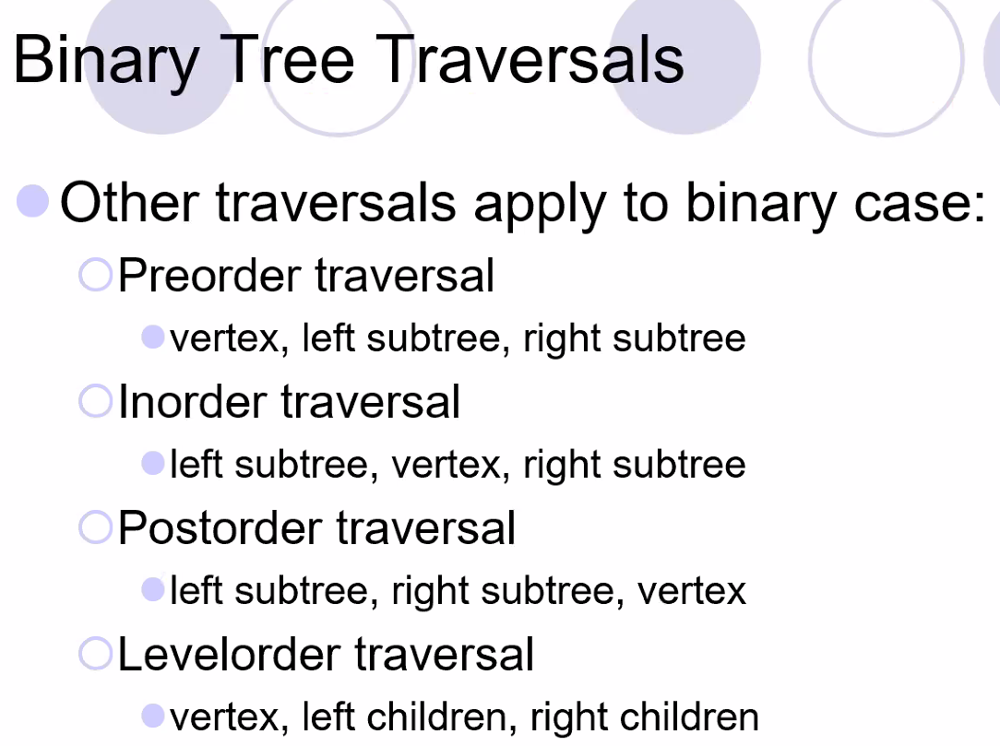 Binary Tree Traversals
Other traversals apply to binary case:
Preorder traversal
vertex, left subtree, right subtree
Inorder traversal
left subtree, vertex, right subtree
Postorder traversal
left subtree, right subtree, vertex
Levelorder traversal
vertex, left children, right children